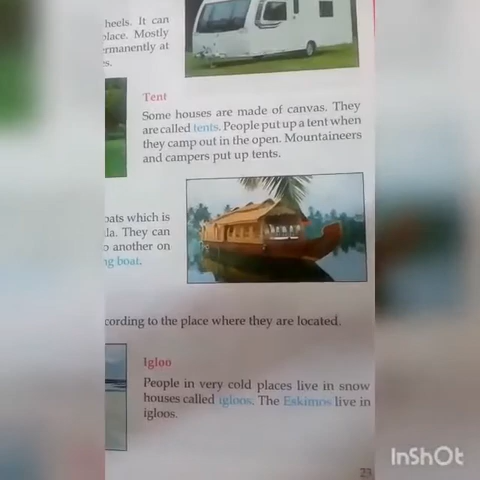 heels. It can
place. Mostly
ermanently at
es.
Tent
Some houses are made of canvas. They
are called tents. People put up a tent when
they camp out in the open. Mountaineers
and campers put up tents.
oats which is
la. They can
o another on
ng boat.
cording to the place where they are located.
Igloo
People in very cold places live in snow
houses called igloos. The Eskimos live in
igloos.
23
InShOt